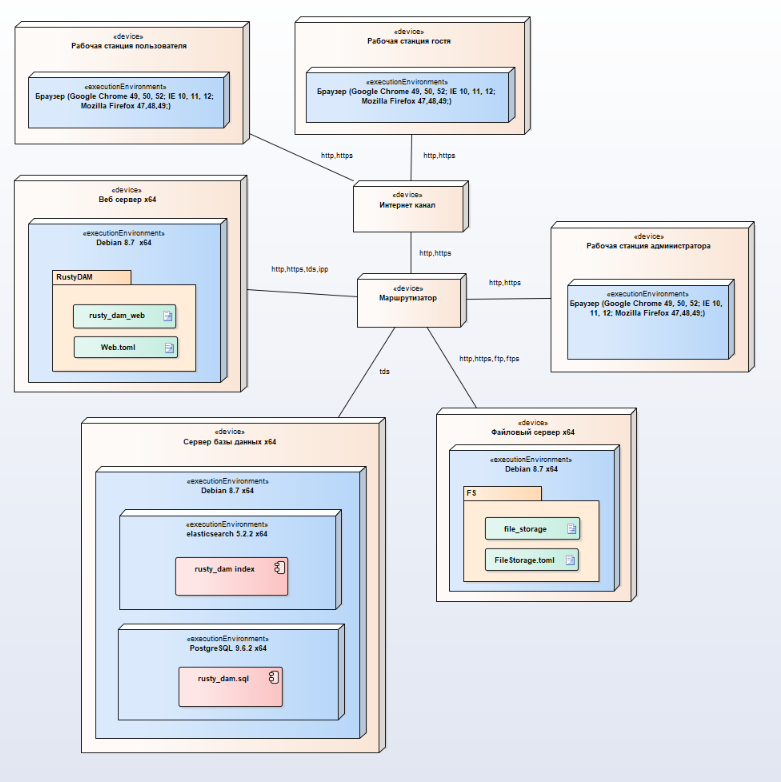 «device»
Рабочая станция пользователя
«executionEnvironment»
Браузер (Google Chrome 49, 50, 52; IE 10, 11, 12;
Mozilla Firefox 47,48,49;)
«device»
Рабочая станция гостя
«executionEnvironment»
Браузер (Google Chrome 49, 50, 52; IE 10, 11, 12;
Mozilla Firefox 47,48,49;)
http,https
http,https
«device»
Интернет канал
http,https
«device»
Веб сервер x64
«executionEnvironment»
Debian 8.7 x64
RustyDAM
rusty_dam_web
Web.toml
http,https,tds,ipp
«device»
Маршрутизатор
http,https
«device»
Рабочая станция администратора
«executionEnvironment»
Браузер (Google Chrome 49, 50, 52; IE 10,
11, 12; Mozilla Firefox 47,48,49;)
tds
http,https,ftp,ftps
«device»
Сервер базы данных x64
«executionEnvironment»
Debian 8.7 x64
«executionEnvironment»
elasticsearch 5.2.2 x64
rusty_dam index
«executionEnvironment»
PostgreSQL 9.6.2 x64
rusty_dam.sql
«device»
Файловый сервер x64
«executionEnvironment»
Debian 8.7 x64
FS
file_storage
FileStorage.toml